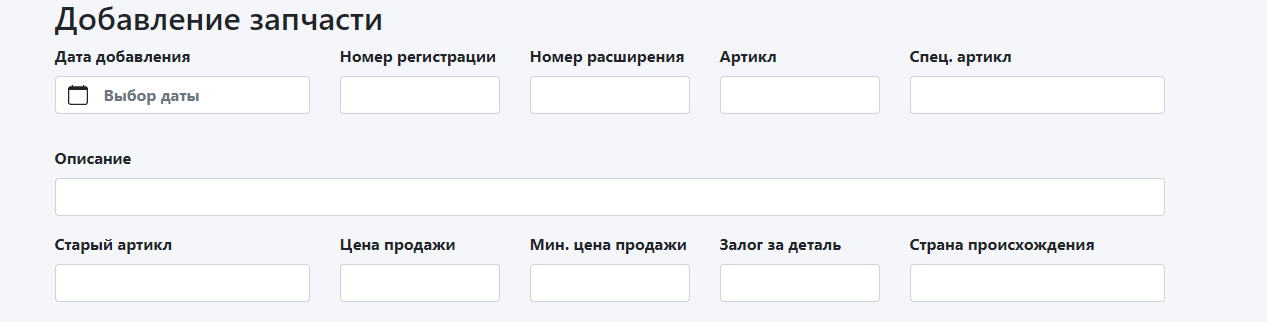 Добавление запчасти
Дата добавления Номер регистрации Номер расширения Артикл Спец. артикл
Выбор даты
Описание
Старый артикл Цена продажи Мин. цена продажи Залог за деталь Страна происхождения